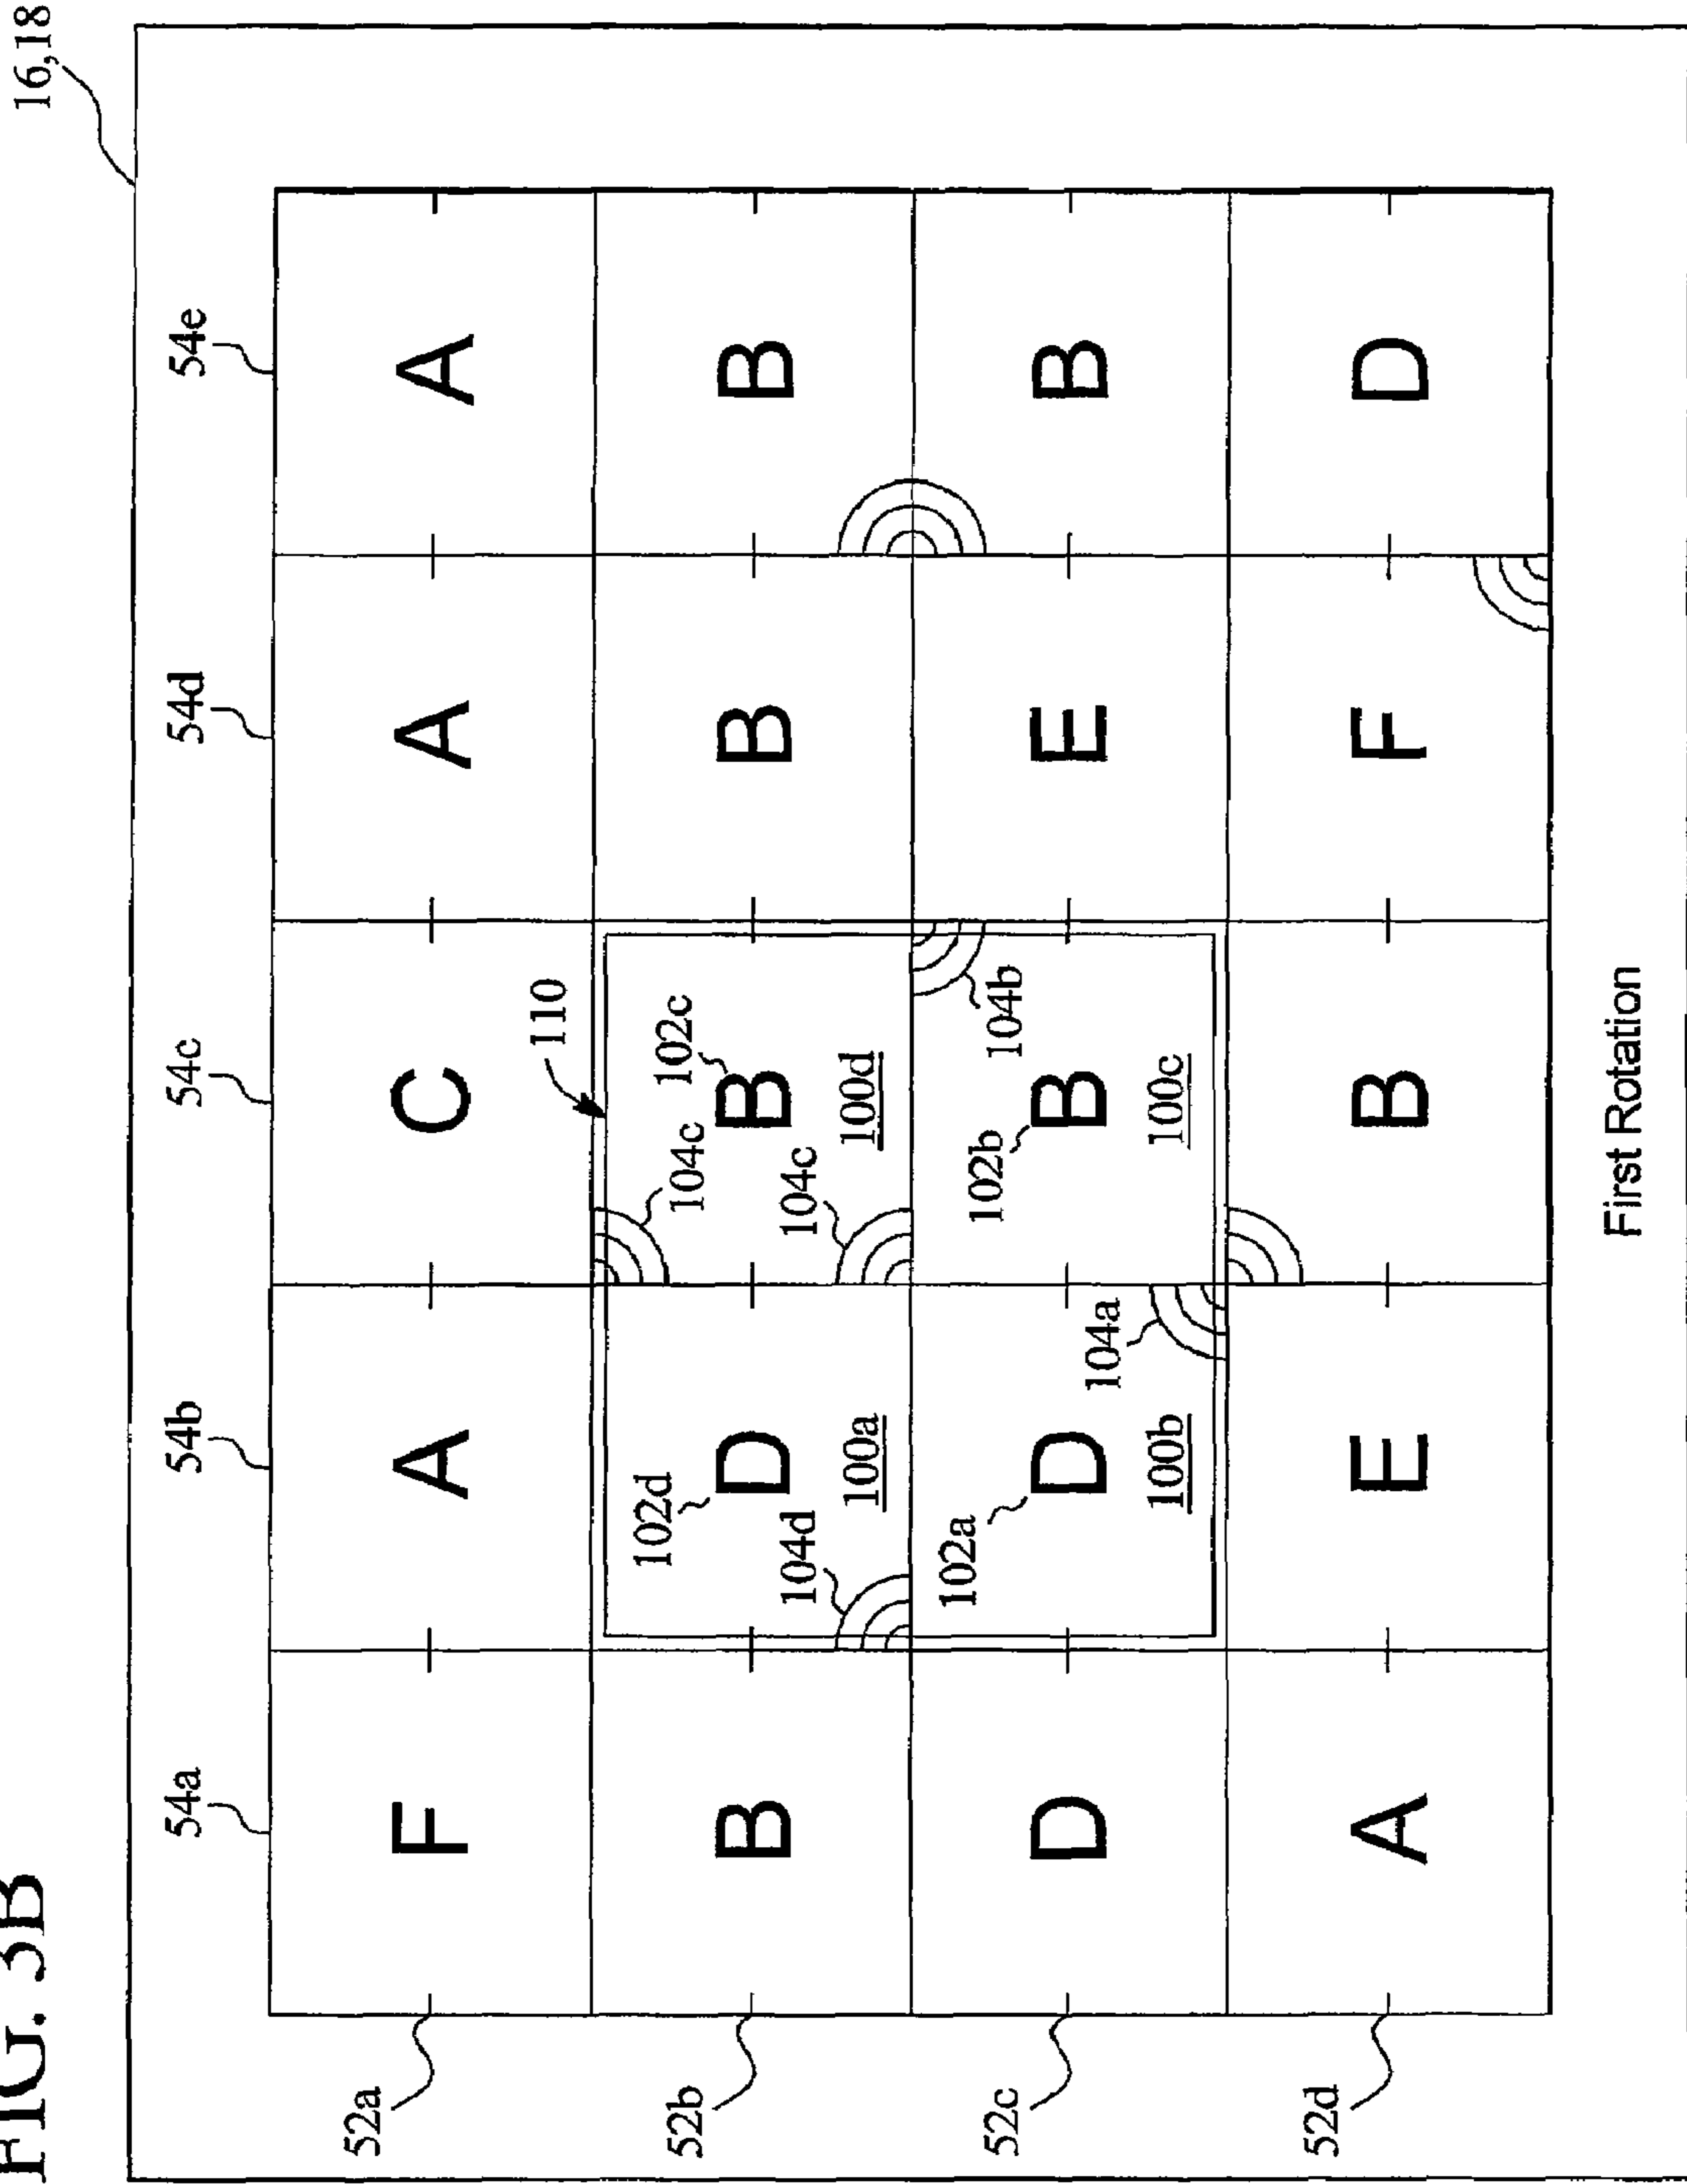 FIG. 3B
16,18
54a 54b 54c 54d 54e
52a
F A C A A
110
102d 104c 102c
52b
B D B B B
104d 104c
100a 100d
102a 102b 104b
52c
D D B E B
104a
100b 100c
52d
A E B F D
First Rotation